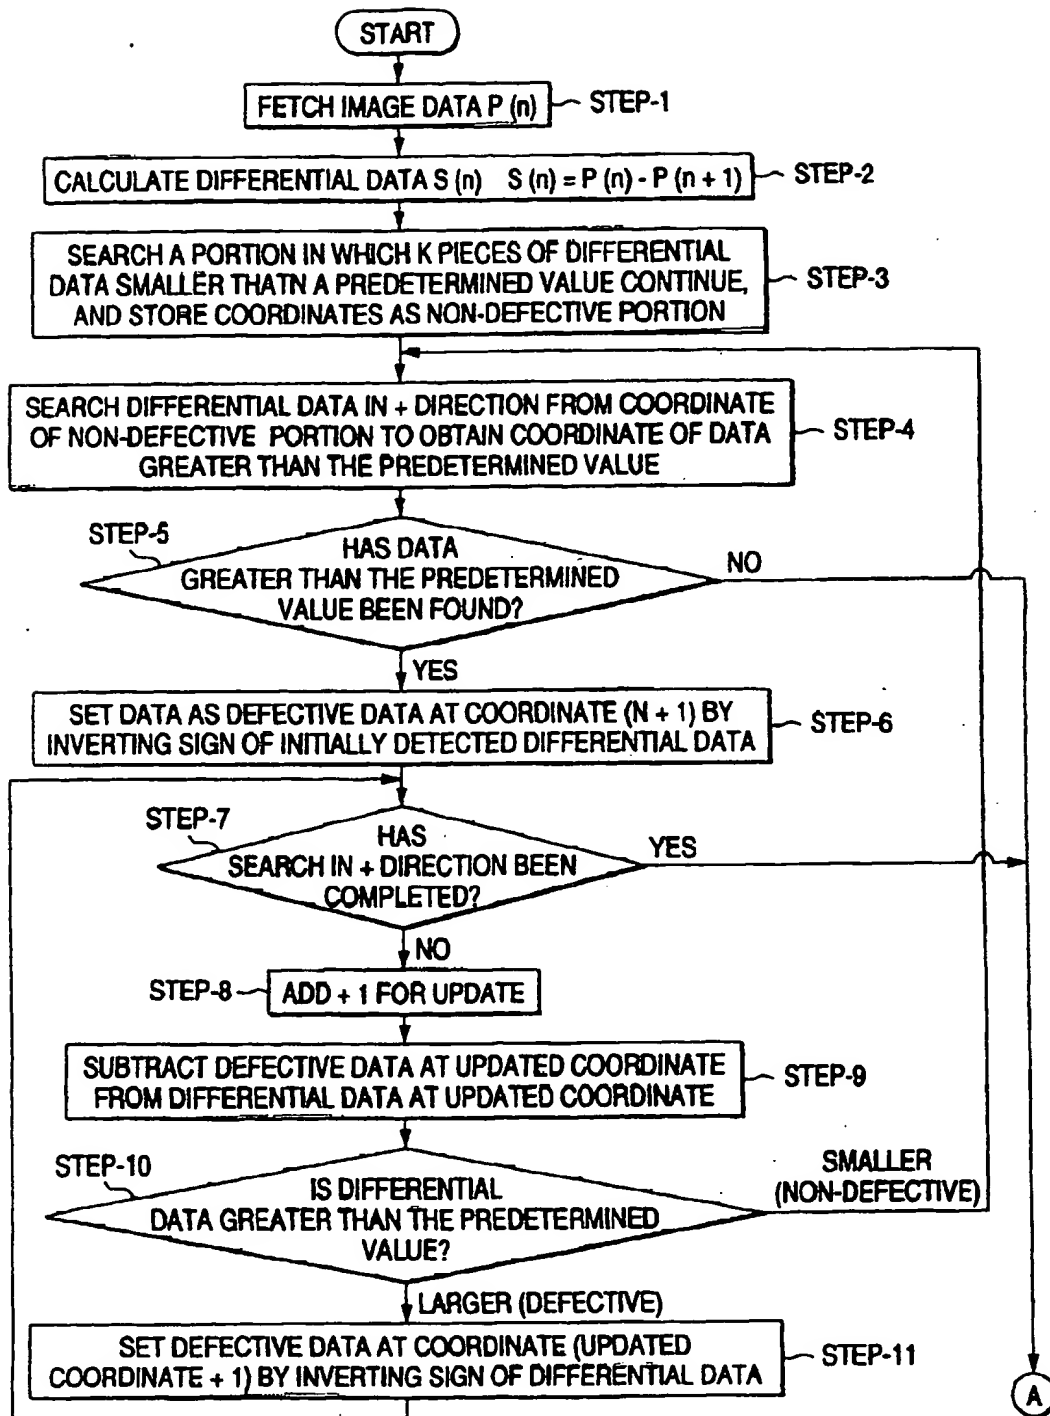 START
FETCH IMAGE DATA P (n)
STEP-1
CALCULATE DIFFERENTIAL DATA S (n) S (n) = P (n) - P (n + 1)
STEP-2
SEARCH A PORTION IN WHICH K PIECES OF DIFFERENTIAL
DATA SMALLER THATN A PREDETERMINED VALUE CONTINUE,
AND STORE COORDINATES AS NON-DEFECTIVE PORTION
STEP-3
SEARCH DIFFERENTIAL DATA IN + DIRECTION FROM COORDINATE
OF NON-DEFECTIVE PORTION TO OBTAIN COORDINATE OF DATA
GREATER THAN THE PREDETERMINED VALUE
STEP-4
STEP-5
HAS DATA
GREATER THAN THE PREDETERMINED
VALUE BEEN FOUND?
NO
YES
SET DATA AS DEFECTIVE DATA AT COORDINATE (N + 1) BY
INVERTING SIGN OF INITIALLY DETECTED DIFFERENTIAL DATA
STEP-6
STEP-7
HAS
SEARCH IN + DIRECTION BEEN
COMPLETED?
YES
NO
STEP-8
ADD + 1 FOR UPDATE
SUBTRACT DEFECTIVE DATA AT UPDATED COORDINATE
FROM DIFFERENTIAL DATA AT UPDATED COORDINATE
STEP-9
STEP-10
IS DIFFERENTIAL
DATA GREATER THAN THE PREDETERMINED
VALUE?
SMALLER
(NON-DEFECTIVE)
LARGER (DEFECTIVE)
SET DEFECTIVE DATA AT COORDINATE (UPDATED
COORDINATE + 1) BY INVERTING SIGN OF DIFFERENTIAL DATA
STEP-11
A